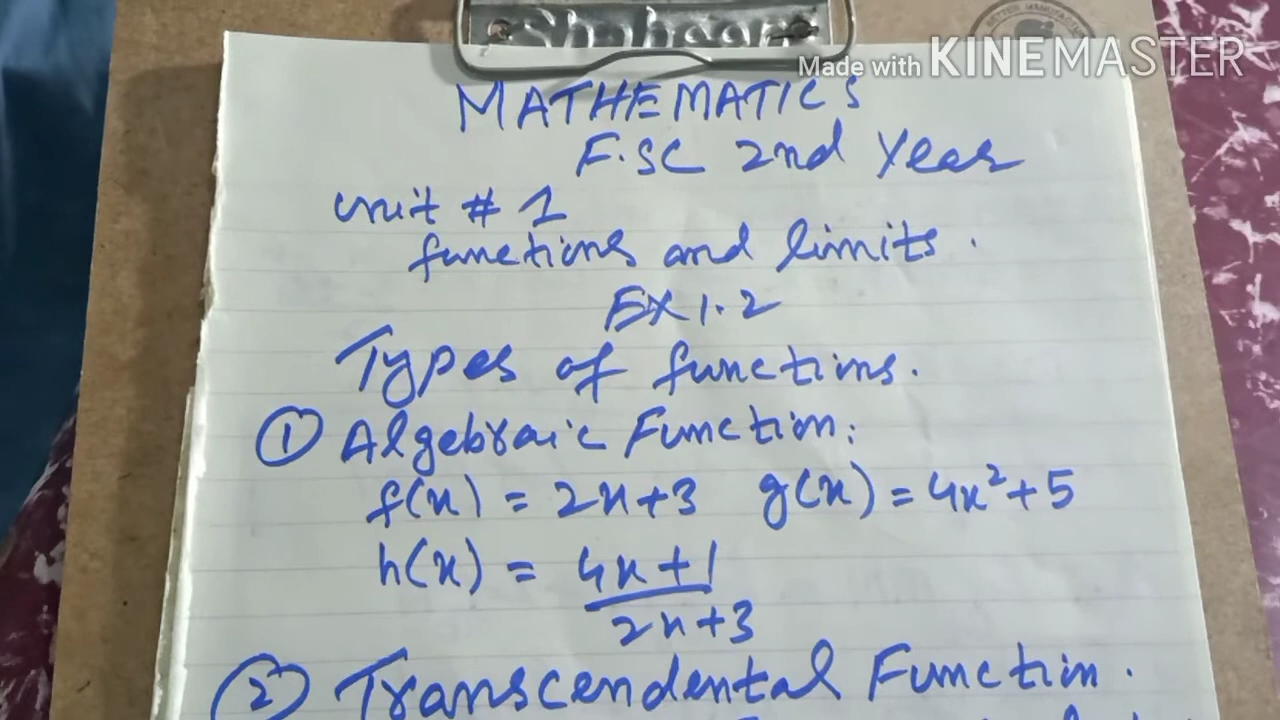 Made with KINEMASTER
MATHEMATICS
F.SC 2nd Year
unit # 1
functions and limits.
EX 1.2
Types of functions.
① Algebraic Function:
f(x) = 2x+3 g(x) = 4x²+5
h(x) = 4x+1
2x+3
② Transcendental Function.